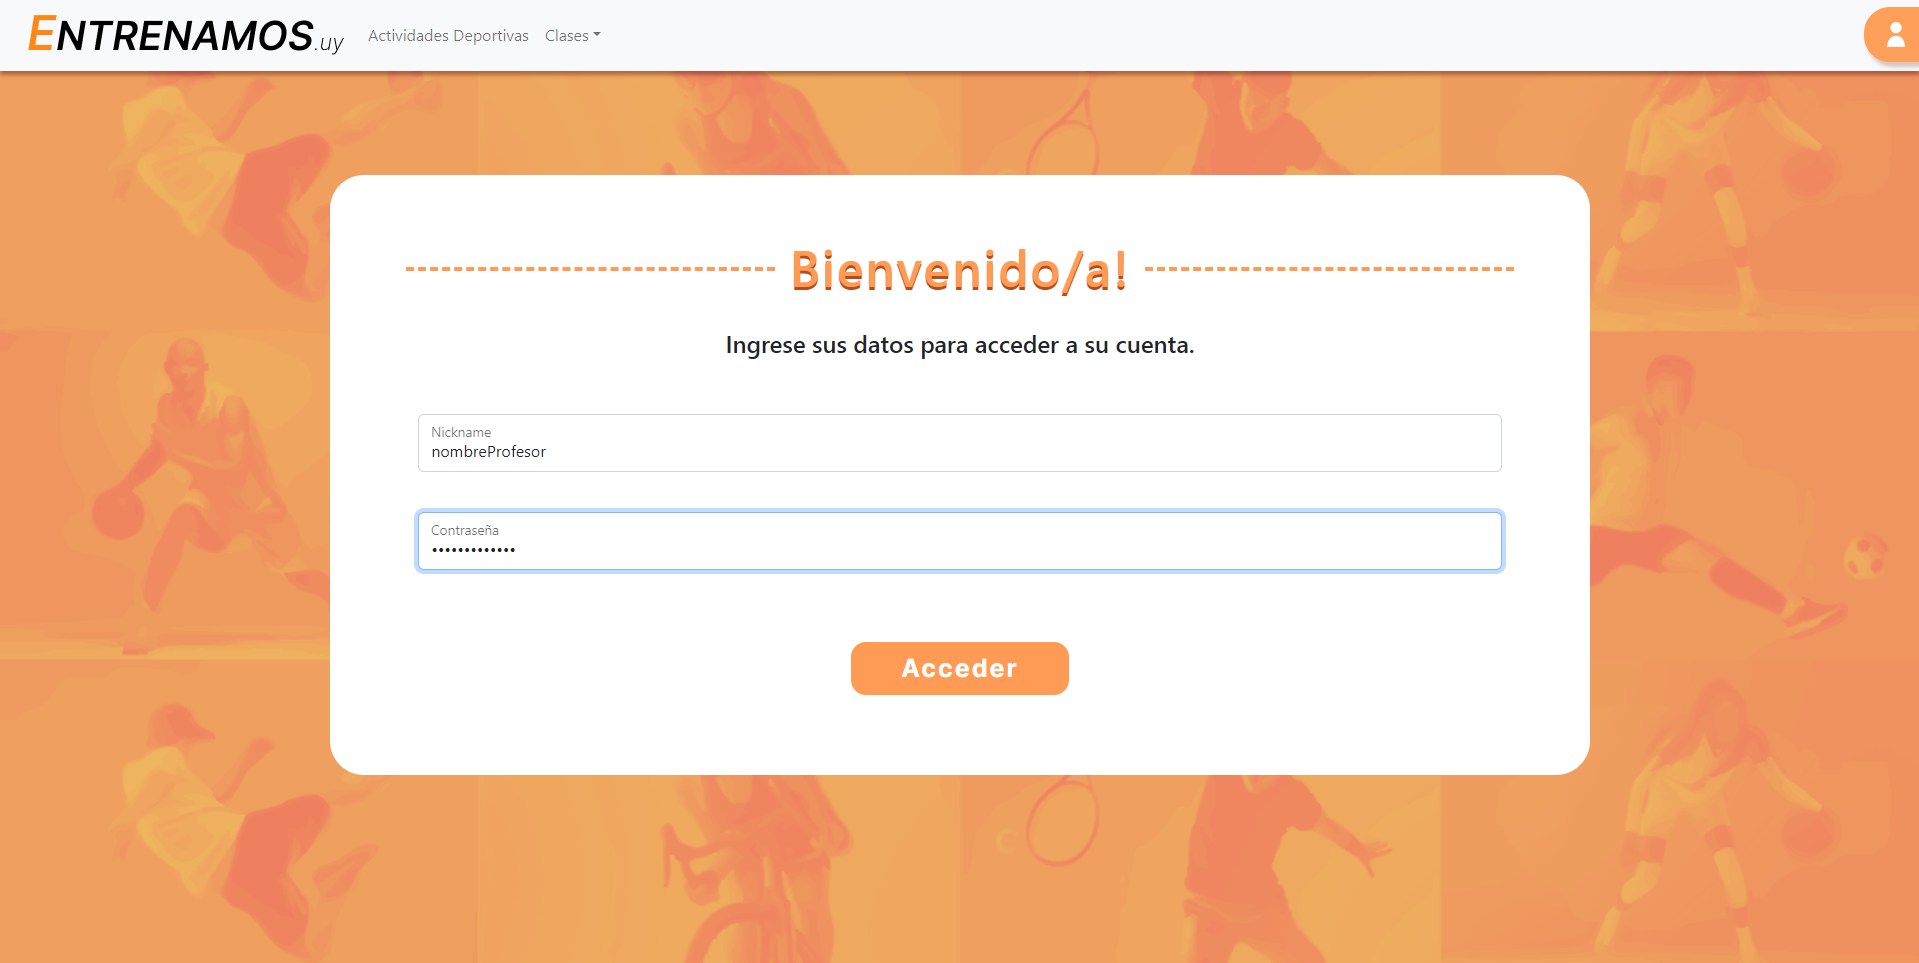 ENTRENAMOS.uy
Actividades Deportivas
Clases
Bienvenido/a!
Ingrese sus datos para acceder a su cuenta.
Nickname
nombreProfesor
Contraseña
•••••••••••••
Acceder